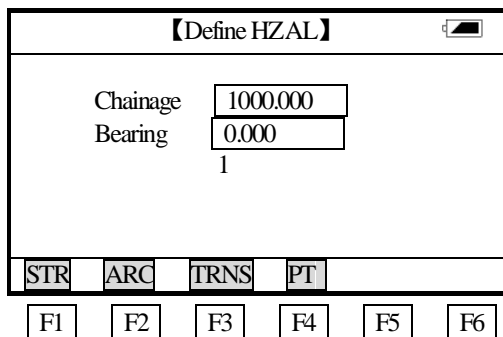 【Define HZAL】
Chainage 1000.000
Bearing 0.000
1
STR ARC TRNS PT
F1 F2 F3 F4 F5 F6